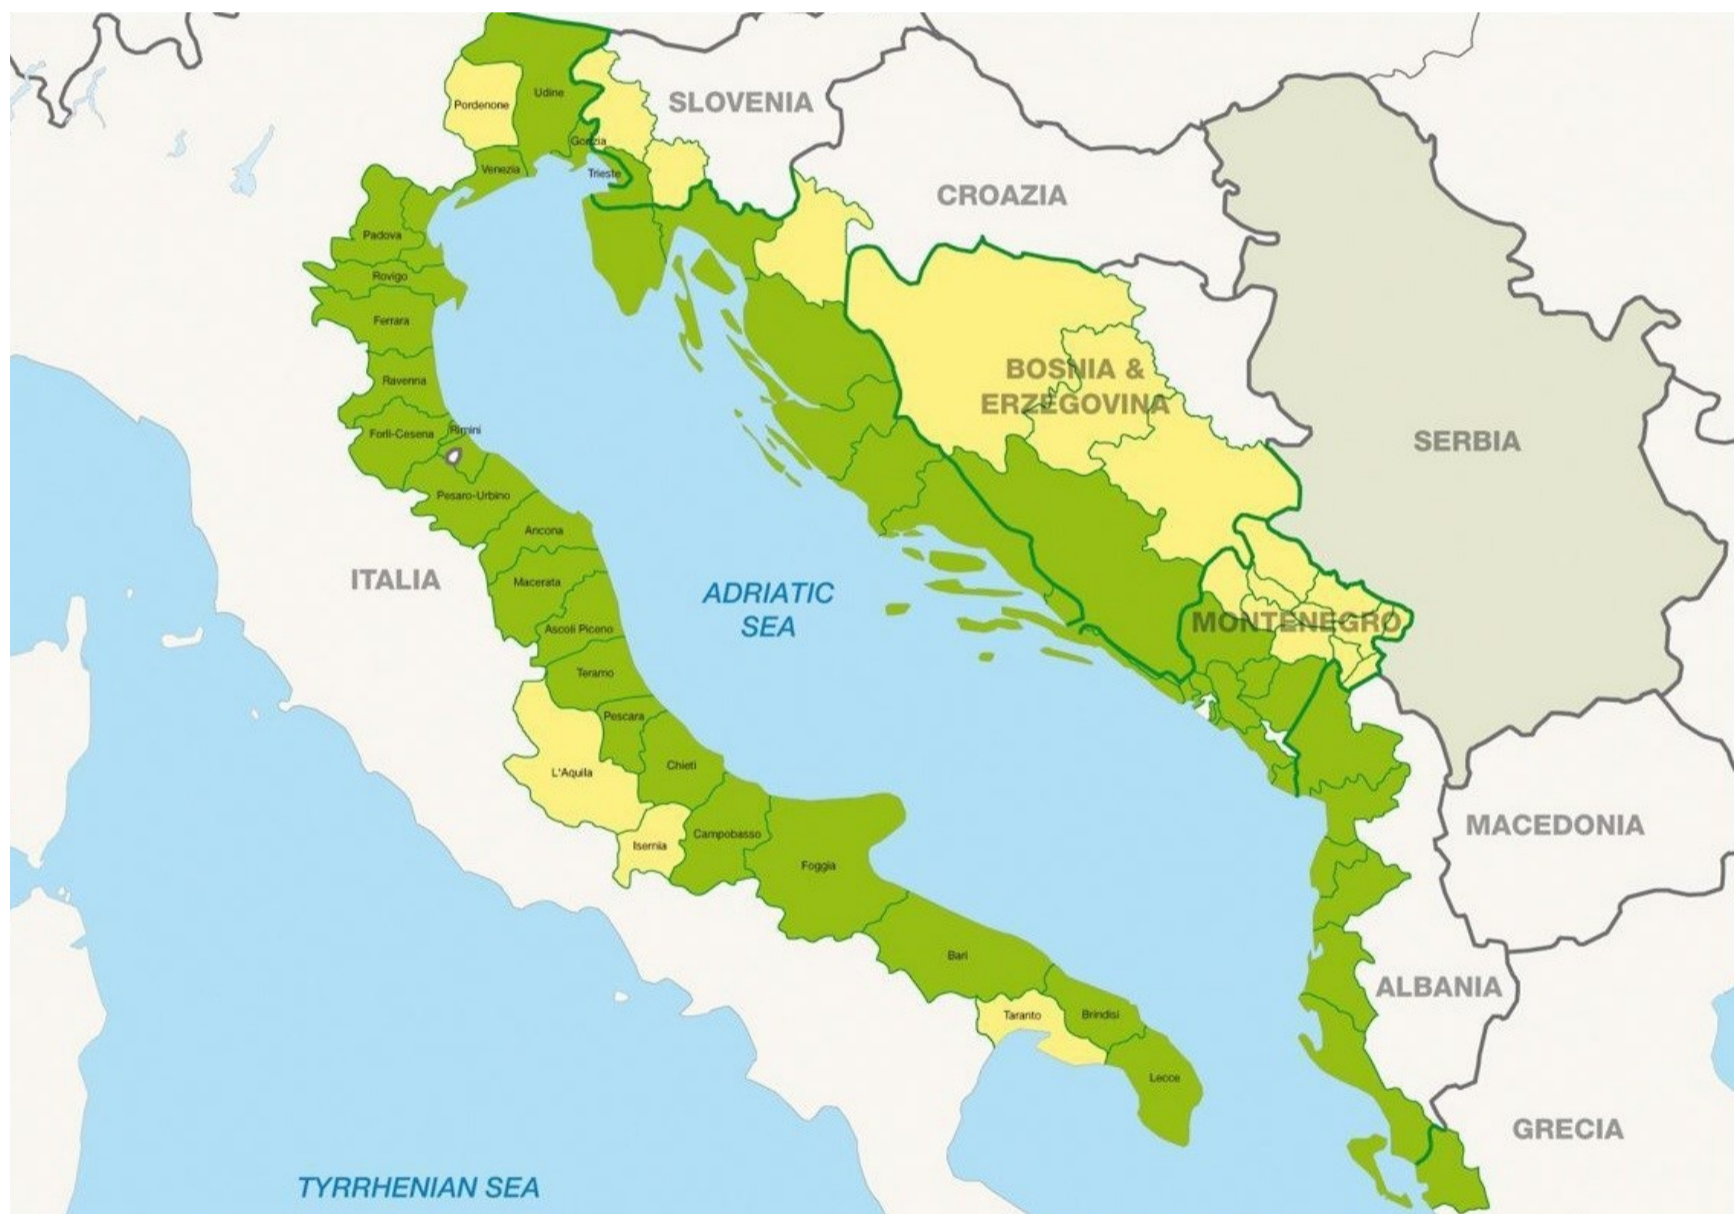 Udine
Pordenone
SLOVENIA
Gorizia
Venezia
Trieste
CROAZIA
Padova
Rovigo
Ferrara
BOSNIA &
ERZEGOVINA
Ravenna
Forlì-Cesena
Rimini
SERBIA
Pesaro-Urbino
Ancona
ITALIA
Macerata
ADRIATIC
SEA
MONTENEGRO
Ascoli Piceno
Teramo
Pescara
L'Aquila
Chieti
MACEDONIA
Campobasso
Isernia
Foggia
Bari
ALBANIA
Taranto
Brindisi
Lecce
GRECIA
TYRRHENIAN SEA